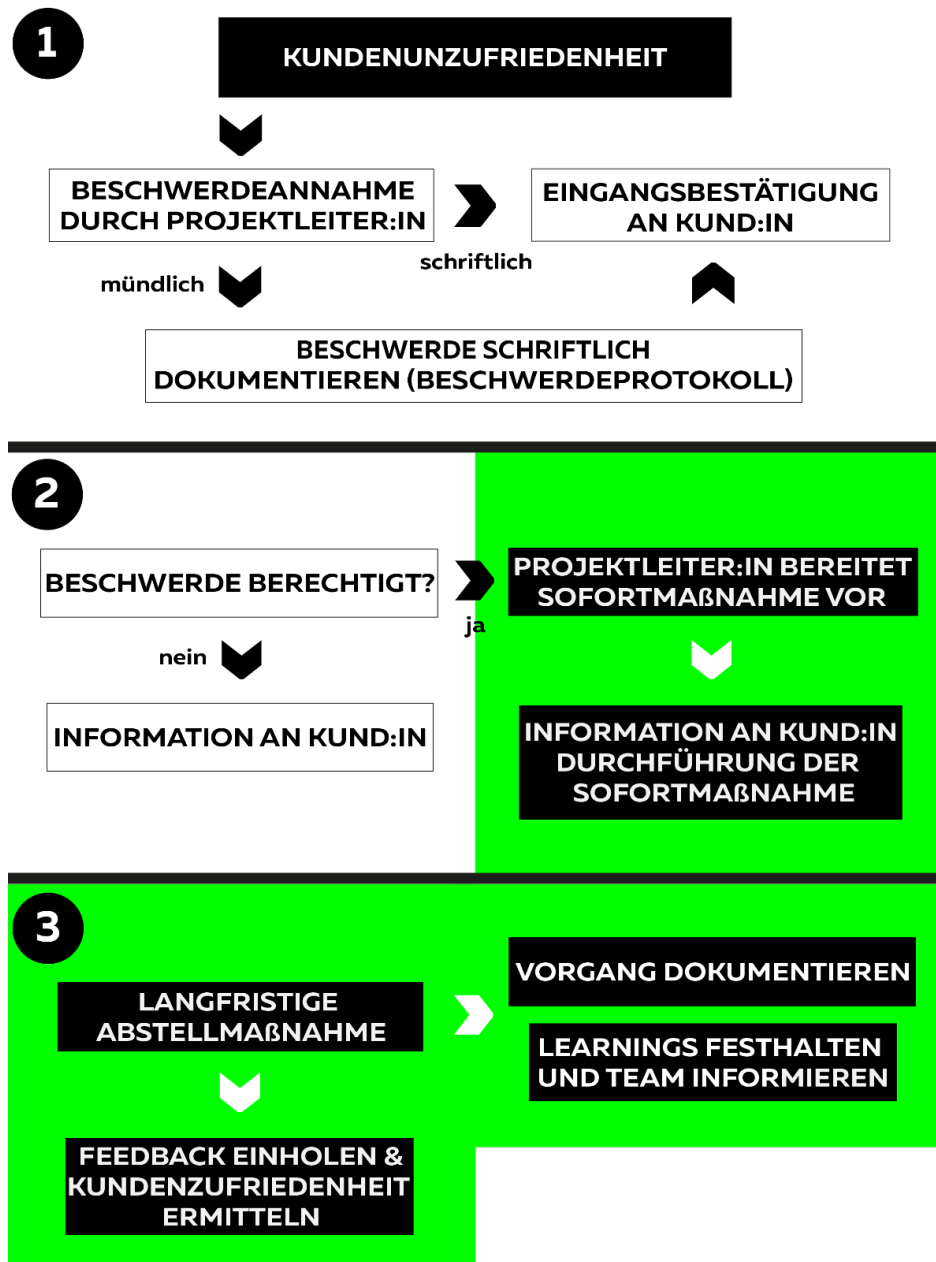 1
KUNDENUNZUFRIEDENHEIT
BESCHWERDEANNAHME
DURCH PROJEKTLEITER:IN
schriftlich
EINGANGSBESTÄTIGUNG
AN KUND:IN
mündlich
BESCHWERDE SCHRIFTLICH
DOKUMENTIEREN (BESCHWERDEPROTOKOLL)
2
BESCHWERDE BERECHTIGT?
ja
PROJEKTLEITER:IN BEREITET
SOFORTMAßNAHME VOR
nein
INFORMATION AN KUND:IN
INFORMATION AN KUND:IN
DURCHFÜHRUNG DER
SOFORTMAßNAHME
3
LANGFRISTIGE
ABSTELLMAßNAHME
VORGANG DOKUMENTIEREN
LEARNINGS FESTHALTEN
UND TEAM INFORMIEREN
FEEDBACK EINHOLEN &
KUNDENZUFRIEDENHEIT
ERMITTELN